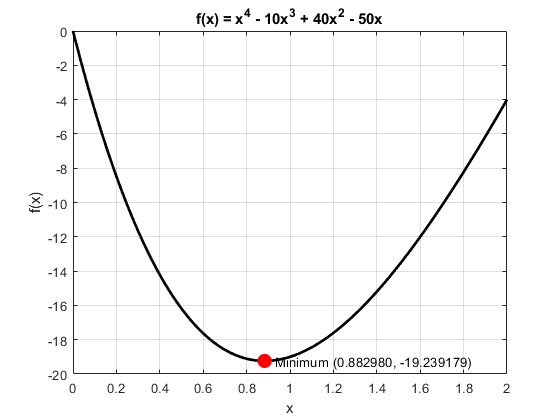 f(x) = x⁴ - 10x³ + 40x² - 50x
0
-2
-4
-6
-8
-10
-12
-14
-16
-18
-20
f(x)
Minimum (0.882980, -19.239179)
0 0.2 0.4 0.6 0.8 1 1.2 1.4 1.6 1.8 2
x